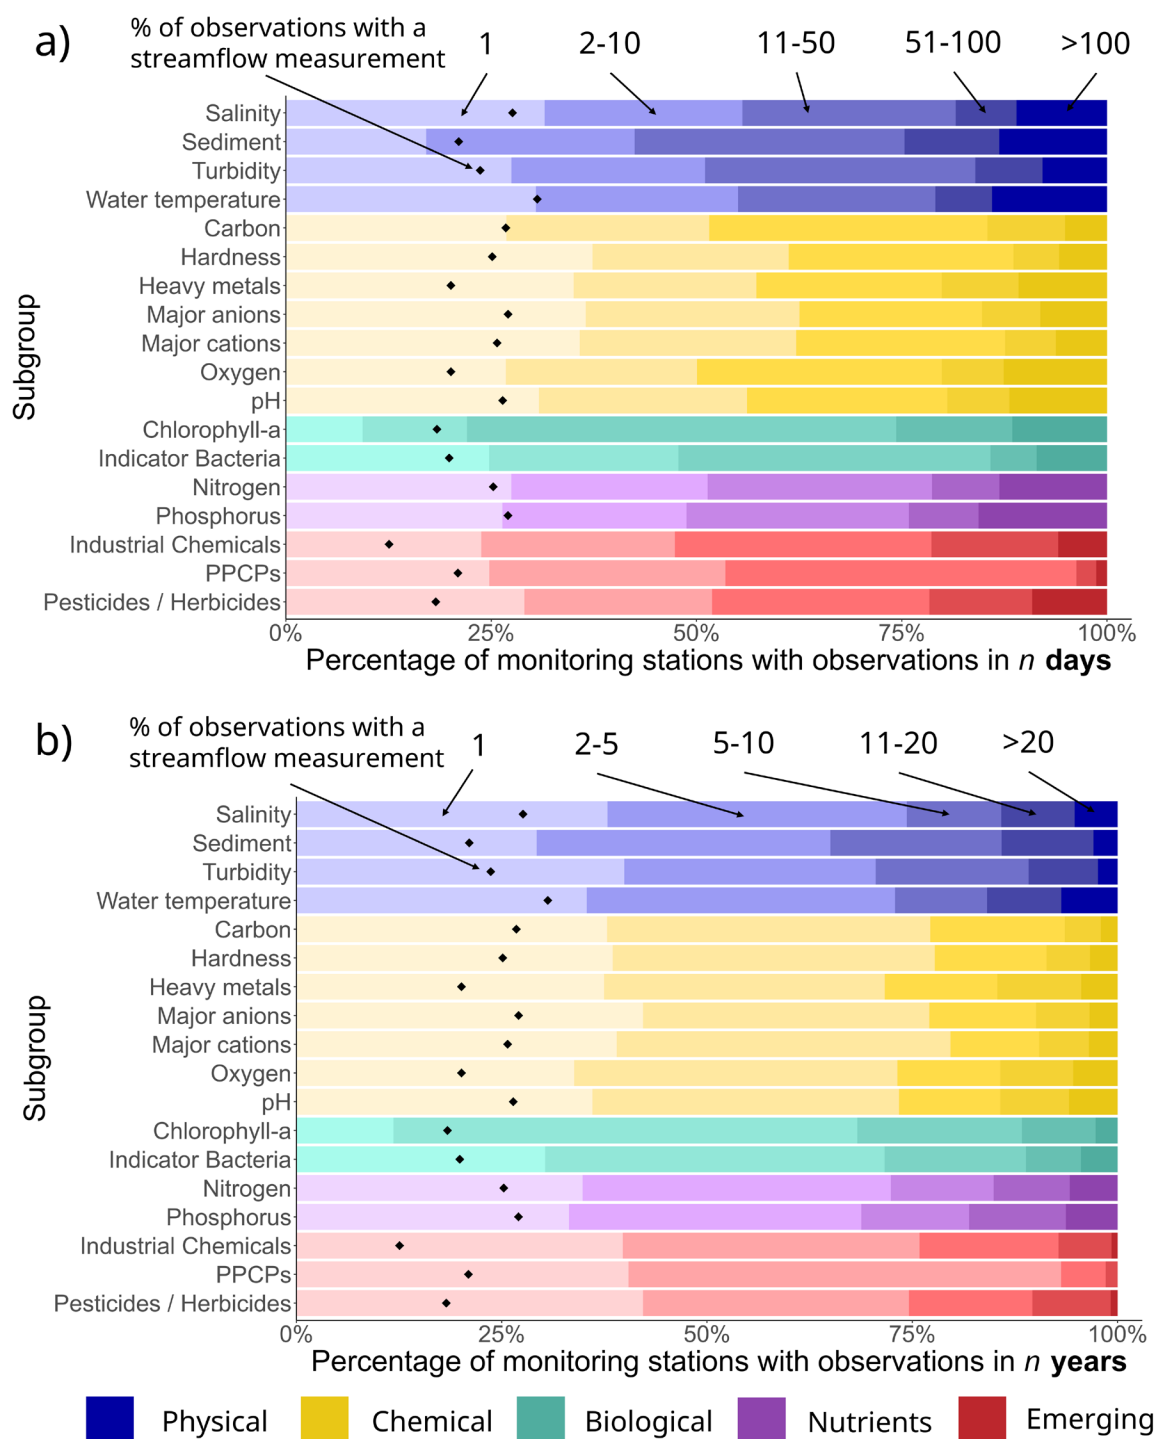 a)
% of observations with a
streamflow measurement
1
2-10
11-50
51-100
>100
Subgroup
Salinity
Sediment
Turbidity
Water temperature
Carbon
Hardness
Heavy metals
Major anions
Major cations
Oxygen
pH
Chlorophyll-a
Indicator Bacteria
Nitrogen
Phosphorus
Industrial Chemicals
PPCPs
Pesticides / Herbicides
0% 25% 50% 75% 100%
Percentage of monitoring stations with observations in n days
b)
% of observations with a
streamflow measurement
1
2-5
5-10
11-20
>20
Subgroup
Salinity
Sediment
Turbidity
Water temperature
Carbon
Hardness
Heavy metals
Major anions
Major cations
Oxygen
pH
Chlorophyll-a
Indicator Bacteria
Nitrogen
Phosphorus
Industrial Chemicals
PPCPs
Pesticides / Herbicides
0% 25% 50% 75% 100%
Percentage of monitoring stations with observations in n years
Physical Chemical Biological Nutrients Emerging